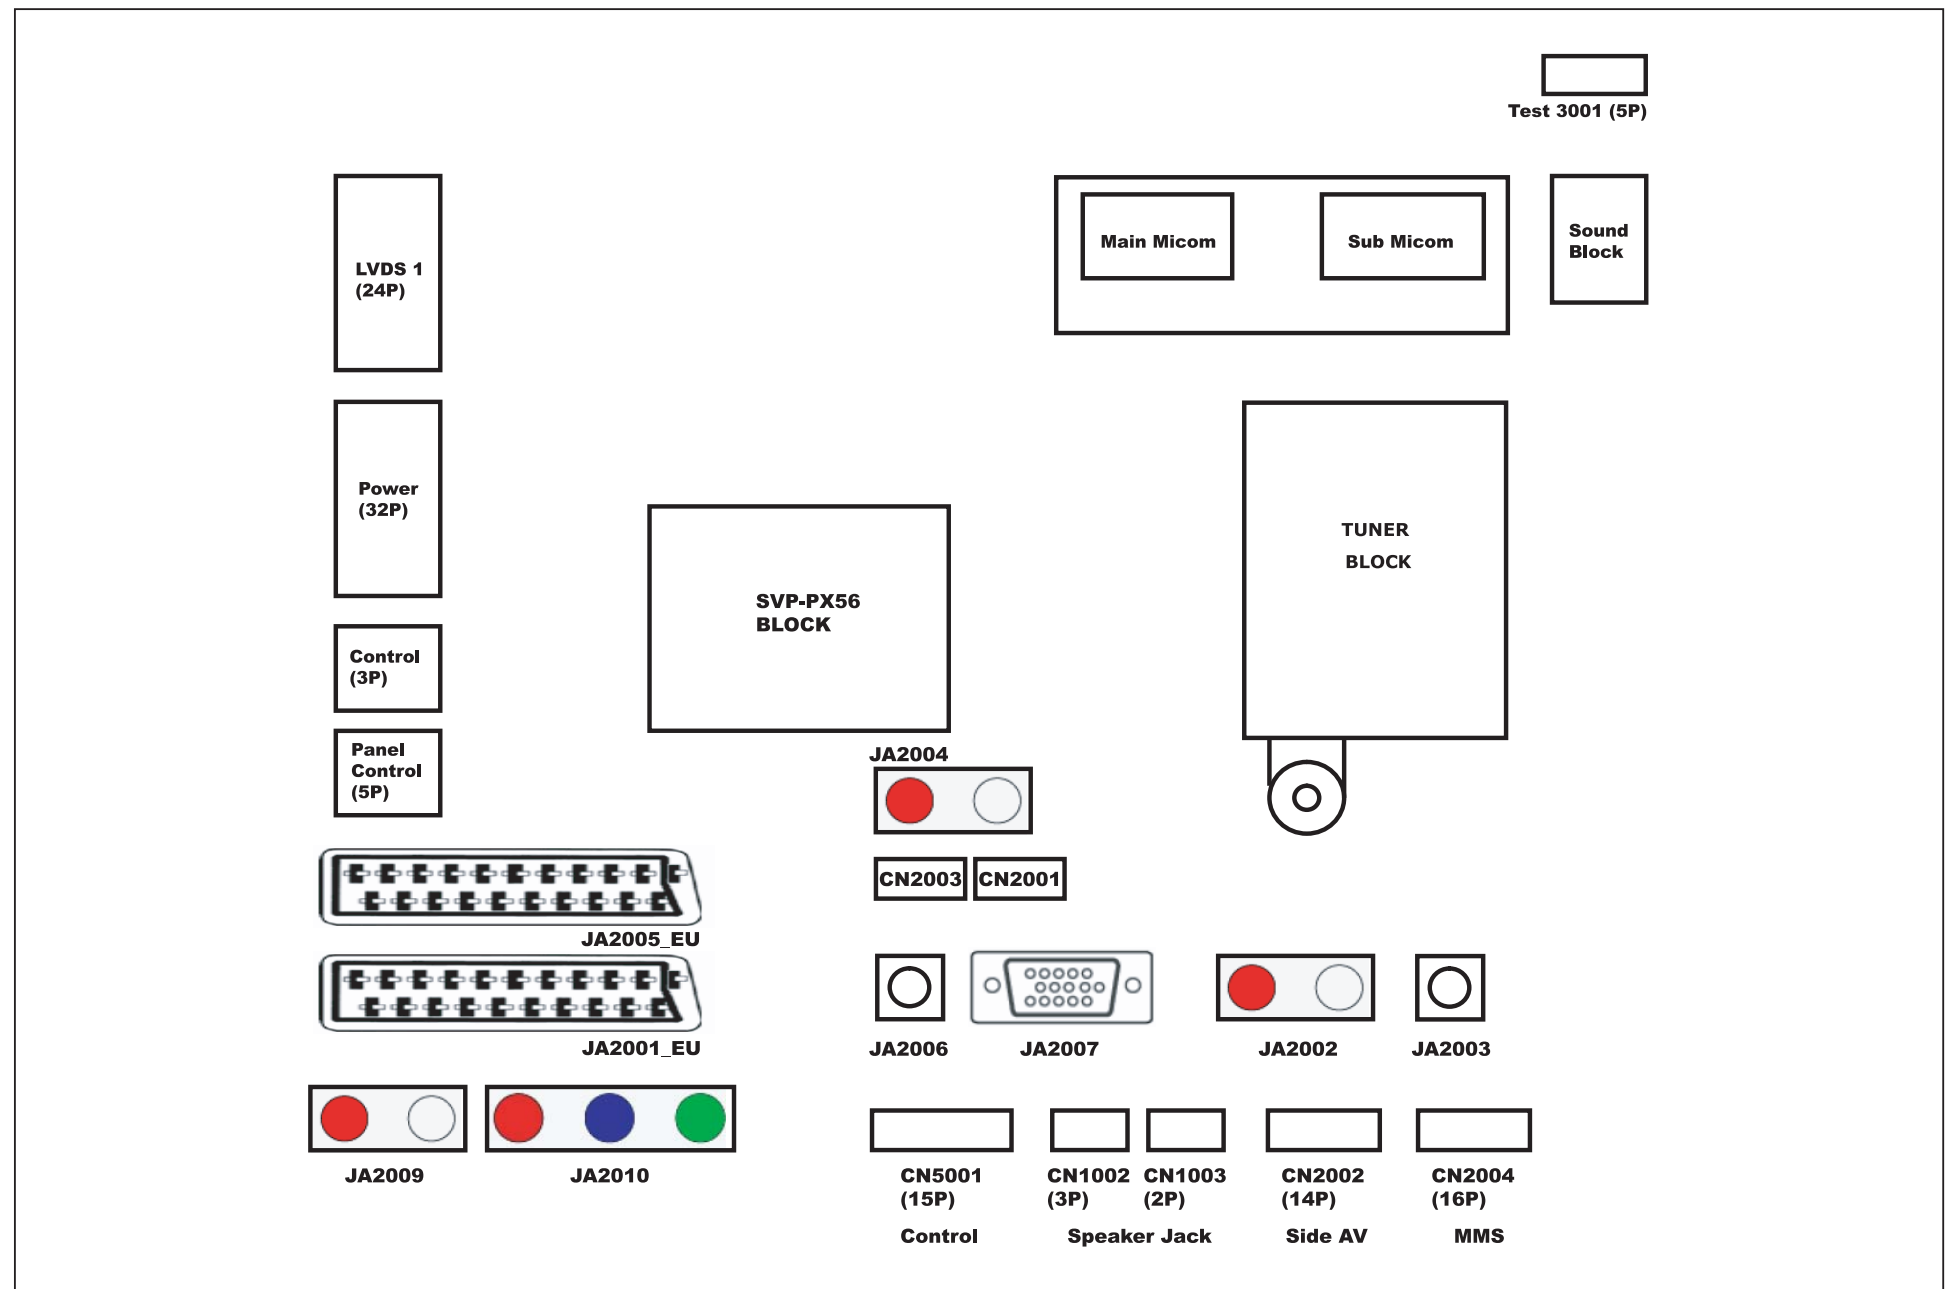 Test 3001 (5P)
LVDS 1
(24P)
Main Micom
Sub Micom
Sound
Block
Power
(32P)
TUNER
BLOCK
SVP-PX56
BLOCK
Control
(3P)
Panel
Control
(5P)
JA2004
CN2003
CN2001
JA2005_EU
JA2001_EU
JA2006
JA2007
JA2002
JA2003
JA2009
JA2010
CN5001
(15P)
Control
CN1002
(3P)
CN1003
(2P)
Speaker Jack
CN2002
(14P)
Side AV
CN2004
(16P)
MMS